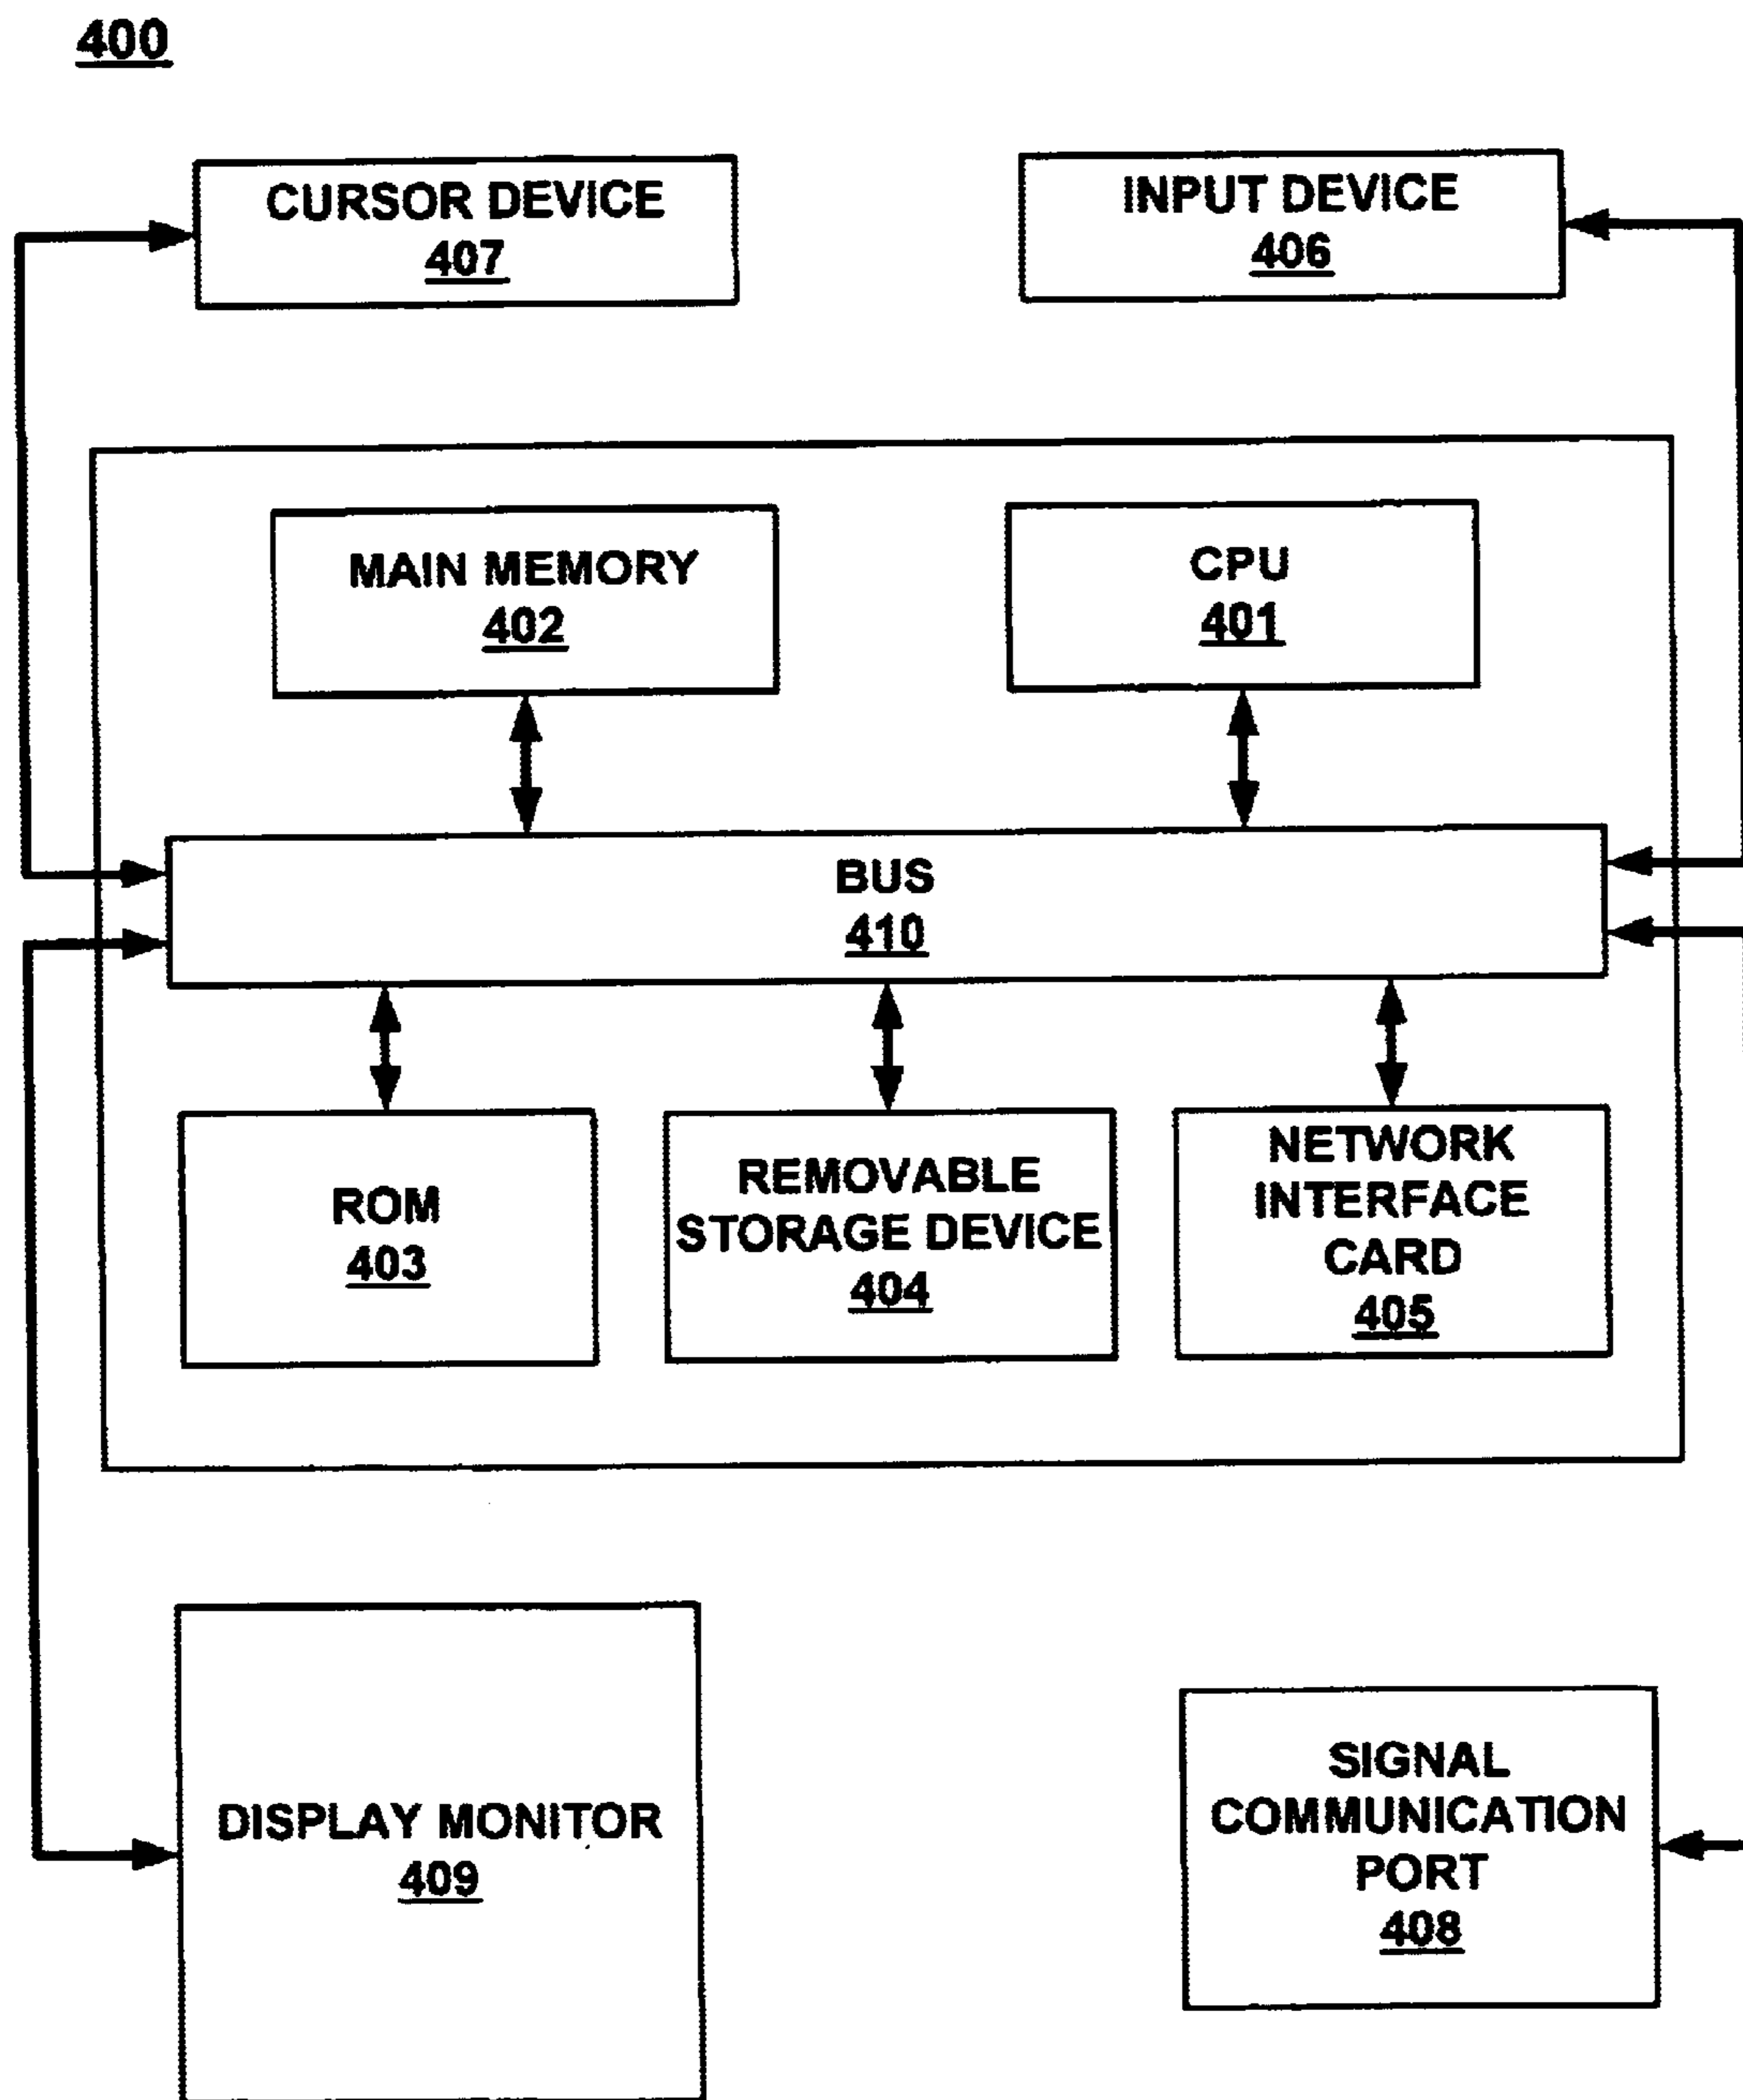 400
CURSOR DEVICE
407
INPUT DEVICE
406
MAIN MEMORY
402
CPU
401
BUS
410
ROM
403
REMOVABLE
STORAGE DEVICE
404
NETWORK
INTERFACE
CARD
405
DISPLAY MONITOR
409
SIGNAL
COMMUNICATION
PORT
408